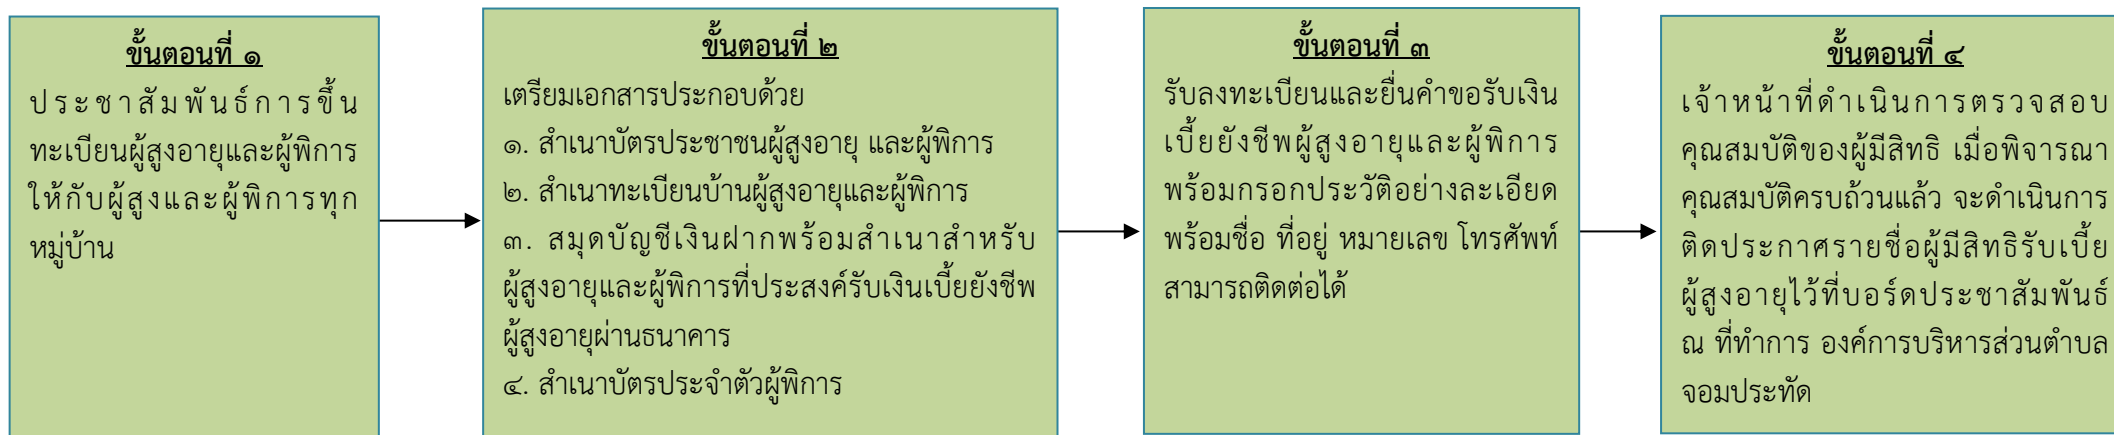 ขั้นตอนที่ ๑
ประชาสัมพันธ์การขึ้น
ทะเบียนผู้สูงอายุและผู้พิการ
ให้กับผู้สูงและผู้พิการทุก
หมู่บ้าน
ขั้นตอนที่ ๒
เตรียมเอกสารประกอบด้วย
๑. สำเนาบัตรประชาชนผู้สูงอายุ และผู้พิการ
๒. สำเนาทะเบียนบ้านผู้สูงอายุและผู้พิการ
๓. สมุดบัญชีเงินฝากพร้อมสำเนาสำหรับ
ผู้สูงอายุและผู้พิการที่ประสงค์รับเงินเบี้ยยังชีพ
ผู้สูงอายุผ่านธนาคาร
๔. สำเนาบัตรประจำตัวผู้พิการ
ขั้นตอนที่ ๓
รับลงทะเบียนและยื่นคำขอรับเงิน
เบี้ยยังชีพผู้สูงอายุและผู้พิการ
พร้อมกรอกประวัติอย่างละเอียด
พร้อมชื่อ ที่อยู่ หมายเลข โทรศัพท์
สามารถติดต่อได้
ขั้นตอนที่ ๔
เจ้าหน้าที่ดำเนินการตรวจสอบ
คุณสมบัติของผู้มีสิทธิ เมื่อพิจารณา
คุณสมบัติครบถ้วนแล้ว จะดำเนินการ
ติดประกาศรายชื่อผู้มีสิทธิรับเบี้ย
ผู้สูงอายุไว้ที่บอร์ดประชาสัมพันธ์
ณ ที่ทำการ องค์การบริหารส่วนตำบล
จอมประทัด